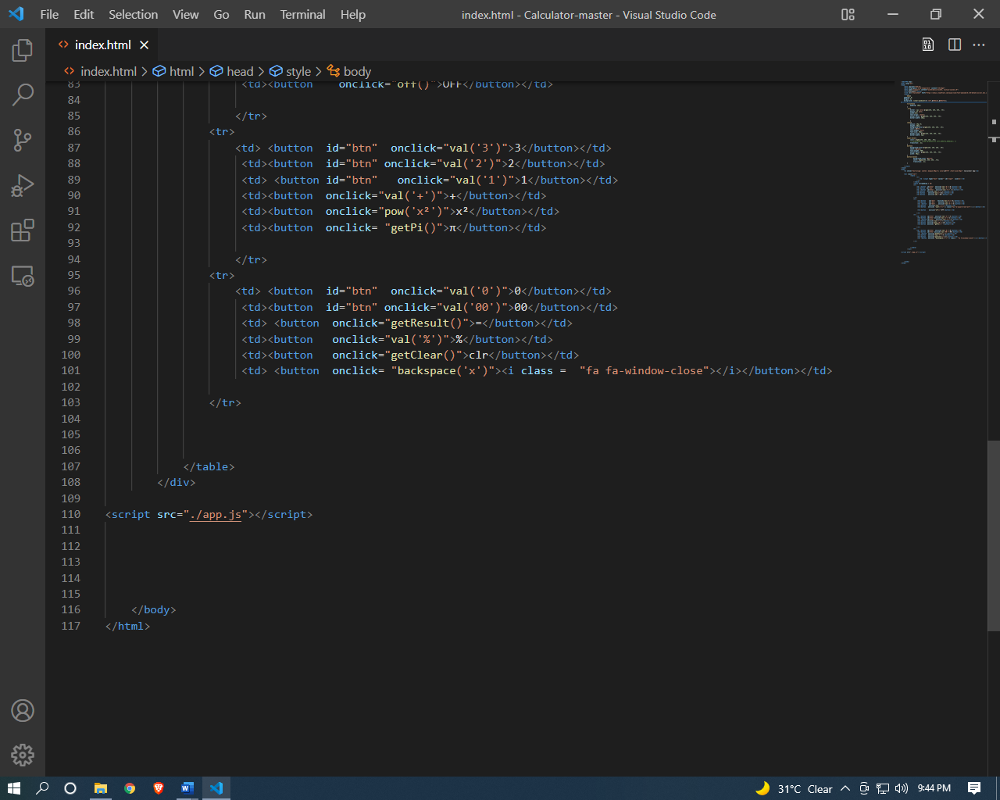 File Edit Selection View Go Run Terminal Help index.html - Calculator-master - Visual Studio Code
index.html
index.html > html > head > style > body
83 <td><button    onclick="off()">OFF</button></td>
84
85 </tr>
86 <tr>
87 <td> <button  id="btn"  onclick="val('3')">3</button></td>
88 <td><button  id="btn" onclick="val('2')">2</button></td>
89 <td> <button id="btn"   onclick="val('1')">1</button></td>
90 <td><button  onclick="val('+')">+</button></td>
91 <td><button  onclick="pow('x²')">x²</button></td>
92 <td><button  onclick= "getPi()">π</button></td>
93
94 </tr>
95 <tr>
96 <td> <button  id="btn"  onclick="val('0')">0</button></td>
97 <td><button  id="btn" onclick="val('00')">00</button></td>
98 <td> <button  onclick="getResult()">=</button></td>
99 <td><button   onclick="val('%')">%</button></td>
100 <td><button   onclick="getClear()">clr</button></td>
101 <td> <button  onclick= "backspace('x')"><i class =  "fa fa-window-close"></i></button></td>
102
103 </tr>
104
105
106
107 </table>
108 </div>
109
110 <script src="./app.js"></script>
111
112
113
114
115
116 </body>
117 </html>
31°C Clear 9:44 PM